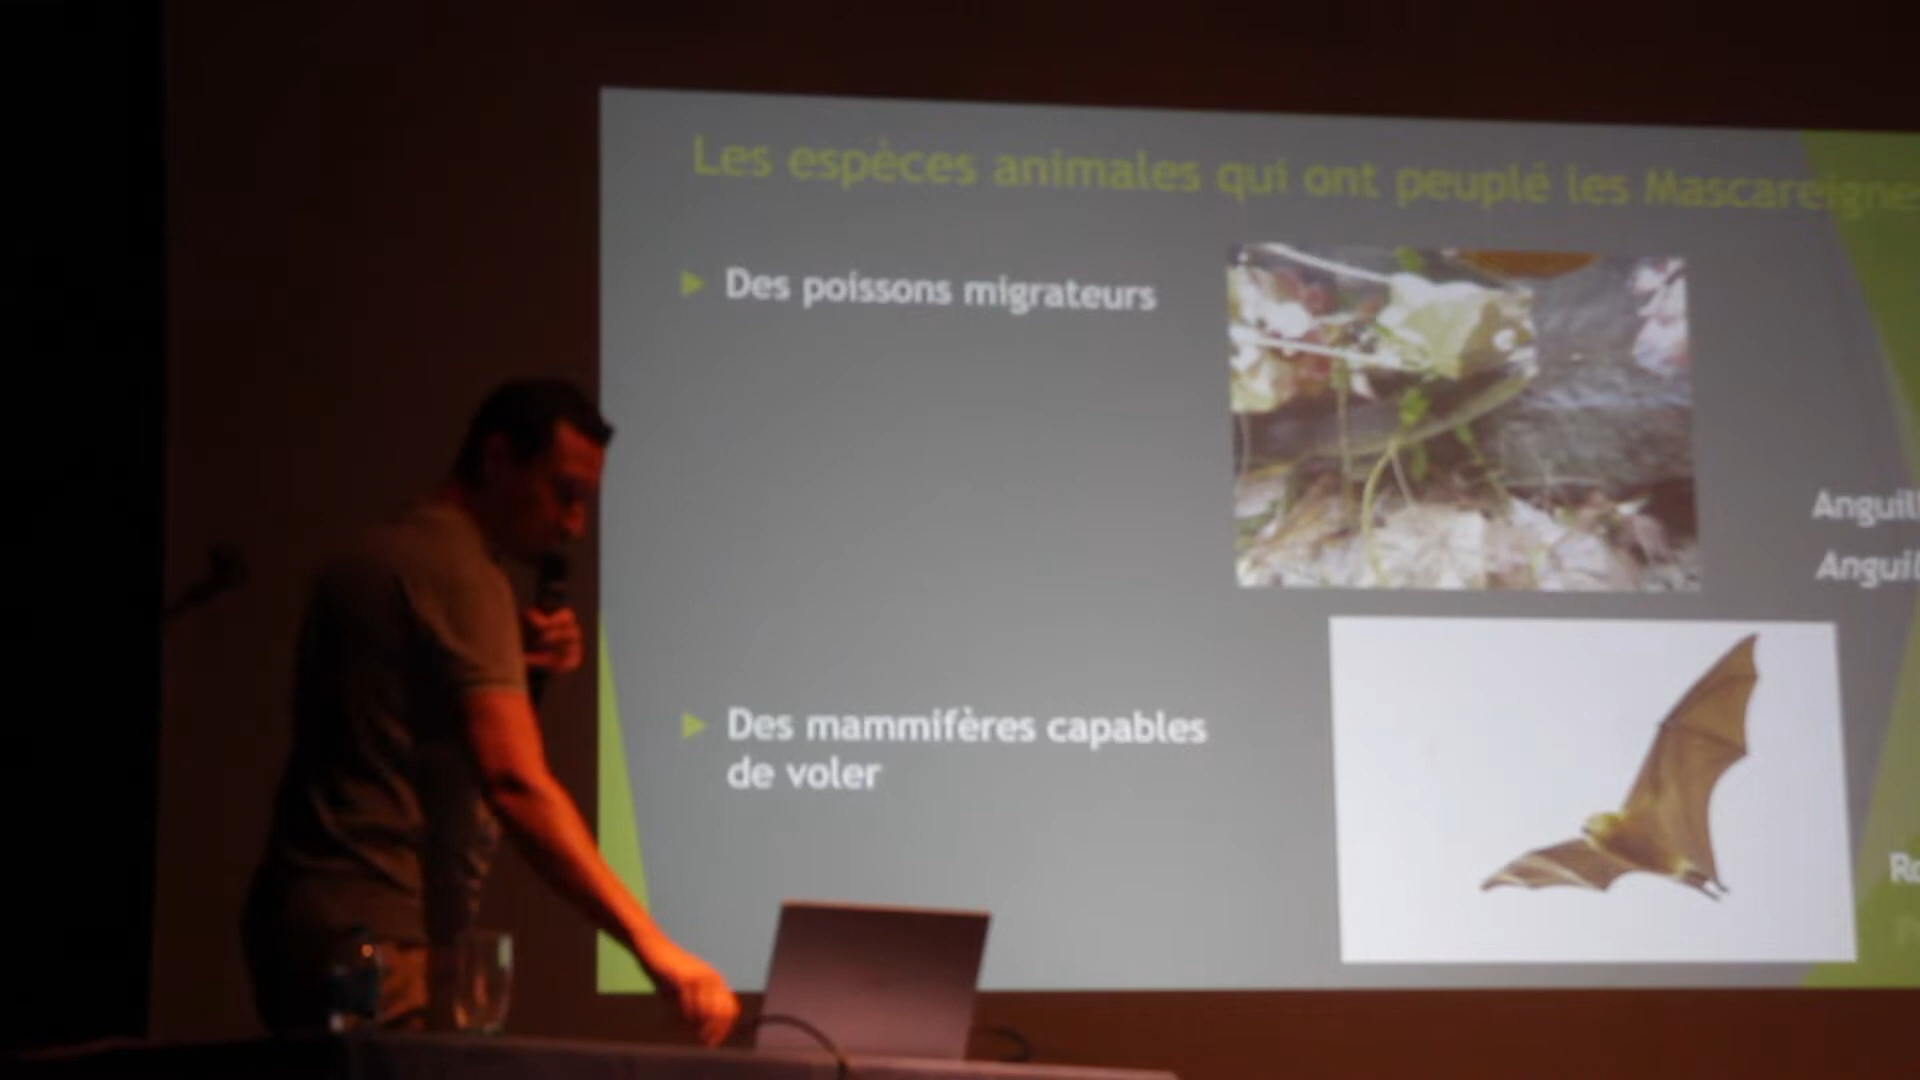 Les espèces animales qui ont peuplé les Mascareignes
Des poissons migrateurs
Anguil
Anguil
Des mammifères capables
de voler